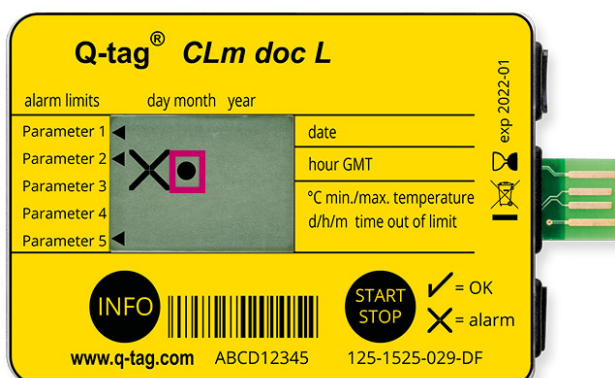 Q-tag® CLm doc L
alarm limits day month year
Parameter 1
Parameter 2
Parameter 3
Parameter 4
Parameter 5
date
hour GMT
°C min./max. temperature
d/h/m time out of limit
exp 2022-01
INFO
START
STOP
= OK
= alarm
www.q-tag.com ABCD12345 125-1525-029-DF